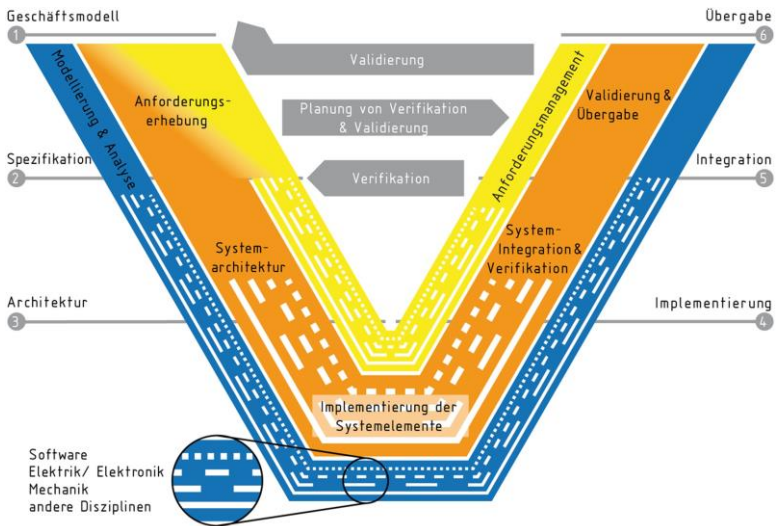 Geschäftsmodell
1
Übergabe
6
Validierung
Modellierung & Analyse
Anforderungs-
erhebung
Planung von Verifikation
& Validierung
Anforderungsmanagement
Validierung &
Übergabe
Spezifikation
2
Verifikation
Integration
5
System-
architektur
System-
Integration &
Verifikation
Architektur
3
Implementierung
4
Implementierung der
Systemelemente
Software
Elektrik/ Elektronik
Mechanik
andere Disziplinen